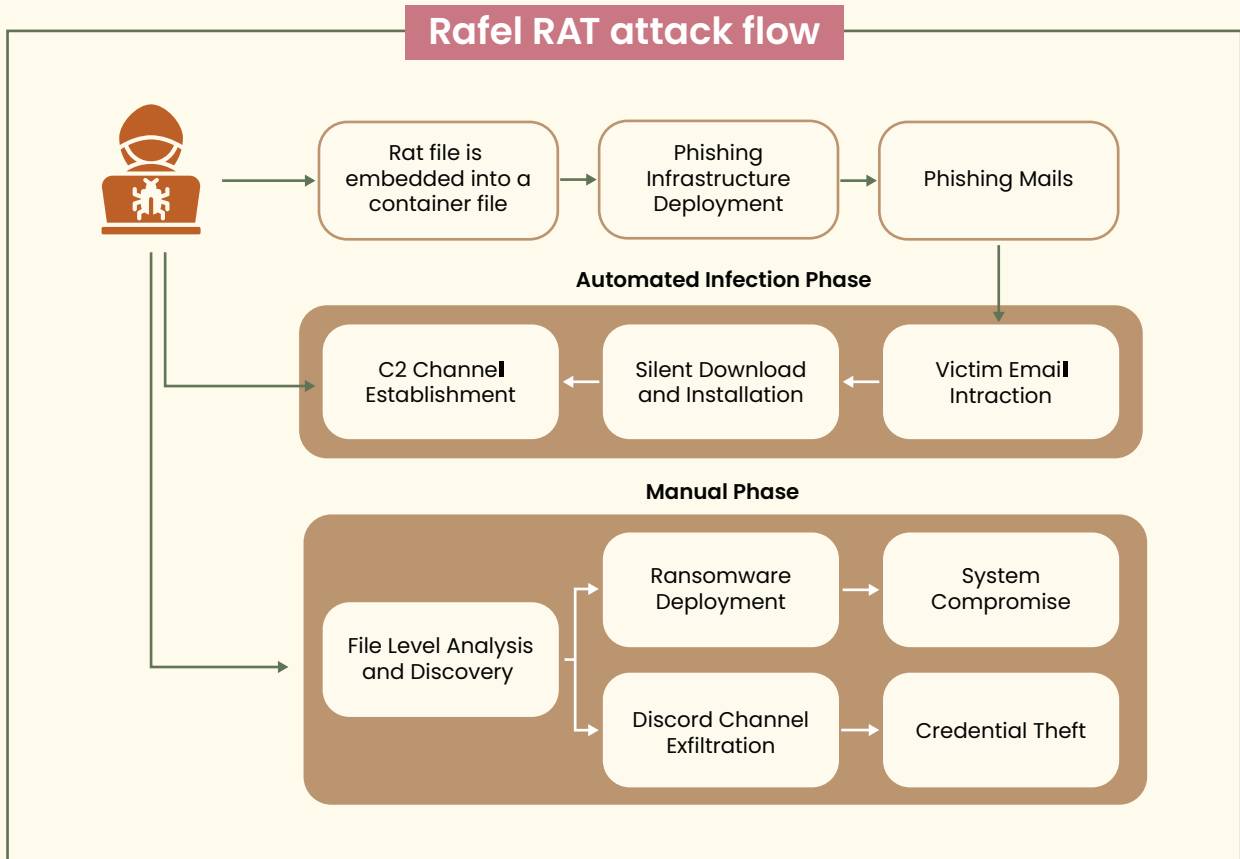 Rafel RAT attack flow
Rat file is
embedded into a
container file
Phishing
Infrastructure
Deployment
Phishing Mails
Automated Infection Phase
C2 Channel
Establishment
Silent Download
and Installation
Victim Email
Intraction
Manual Phase
File Level Analysis
and Discovery
Ransomware
Deployment
System
Compromise
Discord Channel
Exfiltration
Credential Theft